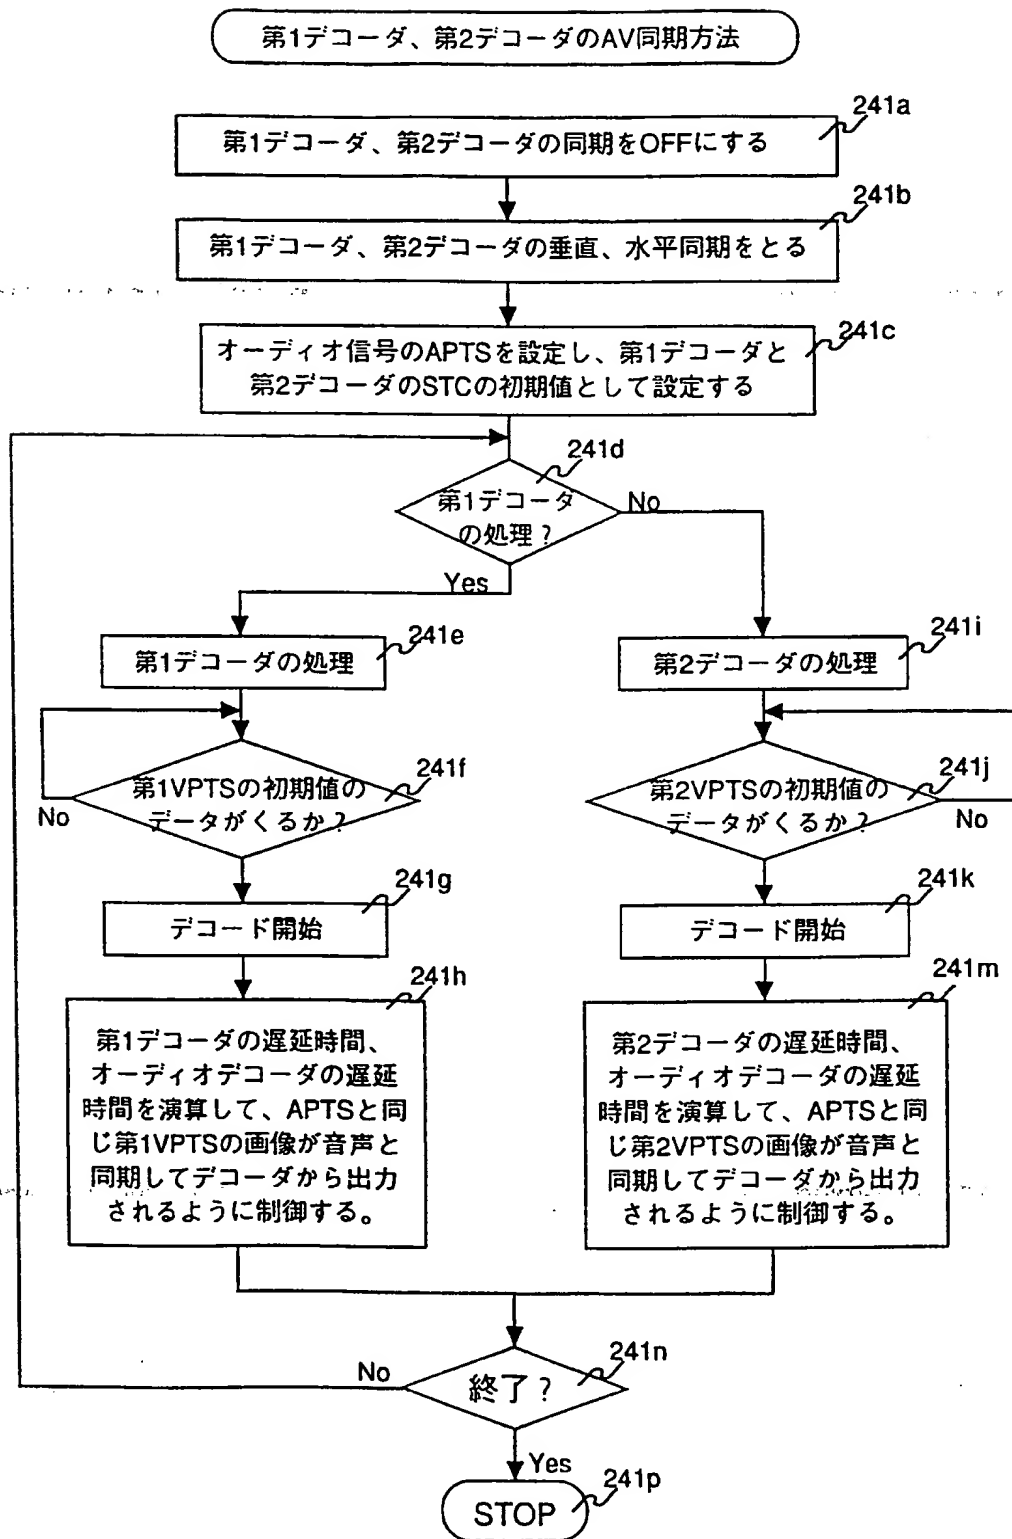 第1デコーダ、第2デコーダのAV同期方法
241a
第1デコーダ、第2デコーダの同期をOFFにする
241b
第1デコーダ、第2デコーダの垂直、水平同期をとる
241c
オーディオ信号のAPTSを設定し、第1デコーダと
第2デコーダのSTCの初期値として設定する
241d
第1デコーダ
の処理?
No
Yes
241e
第1デコーダの処理
241f
第1VPTSの初期値の
データがくるか?
No
241g
デコード開始
241h
第1デコーダの遅延時間、
オーディオデコーダの遅延
時間を演算して、APTSと同
じ第1VPTSの画像が音声と
同期してデコーダから出力
されるように制御する。
241i
第2デコーダの処理
241j
第2VPTSの初期値の
データがくるか?
No
241k
デコード開始
241m
第2デコーダの遅延時間、
オーディオデコーダの遅延
時間を演算して、APTSと同
じ第2VPTSの画像が音声と
同期してデコーダから出力
されるように制御する。
241n
終了?
No
Yes
241p
STOP